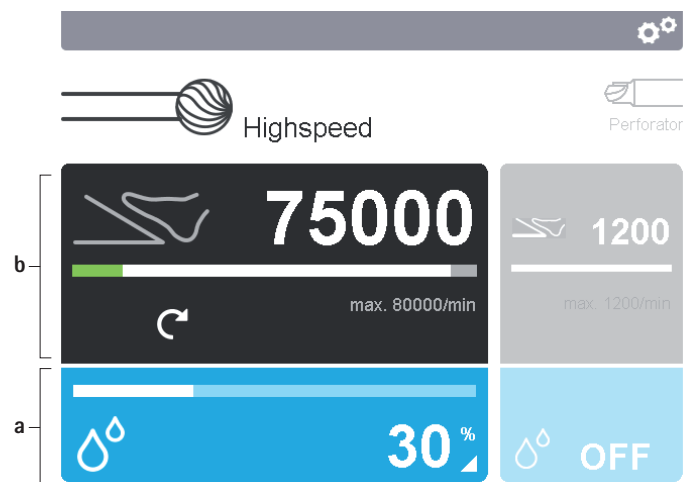 Highspeed
Perforator
b
75000
1200
max. 80000/min
max. 1200/min
a
30 %
OFF